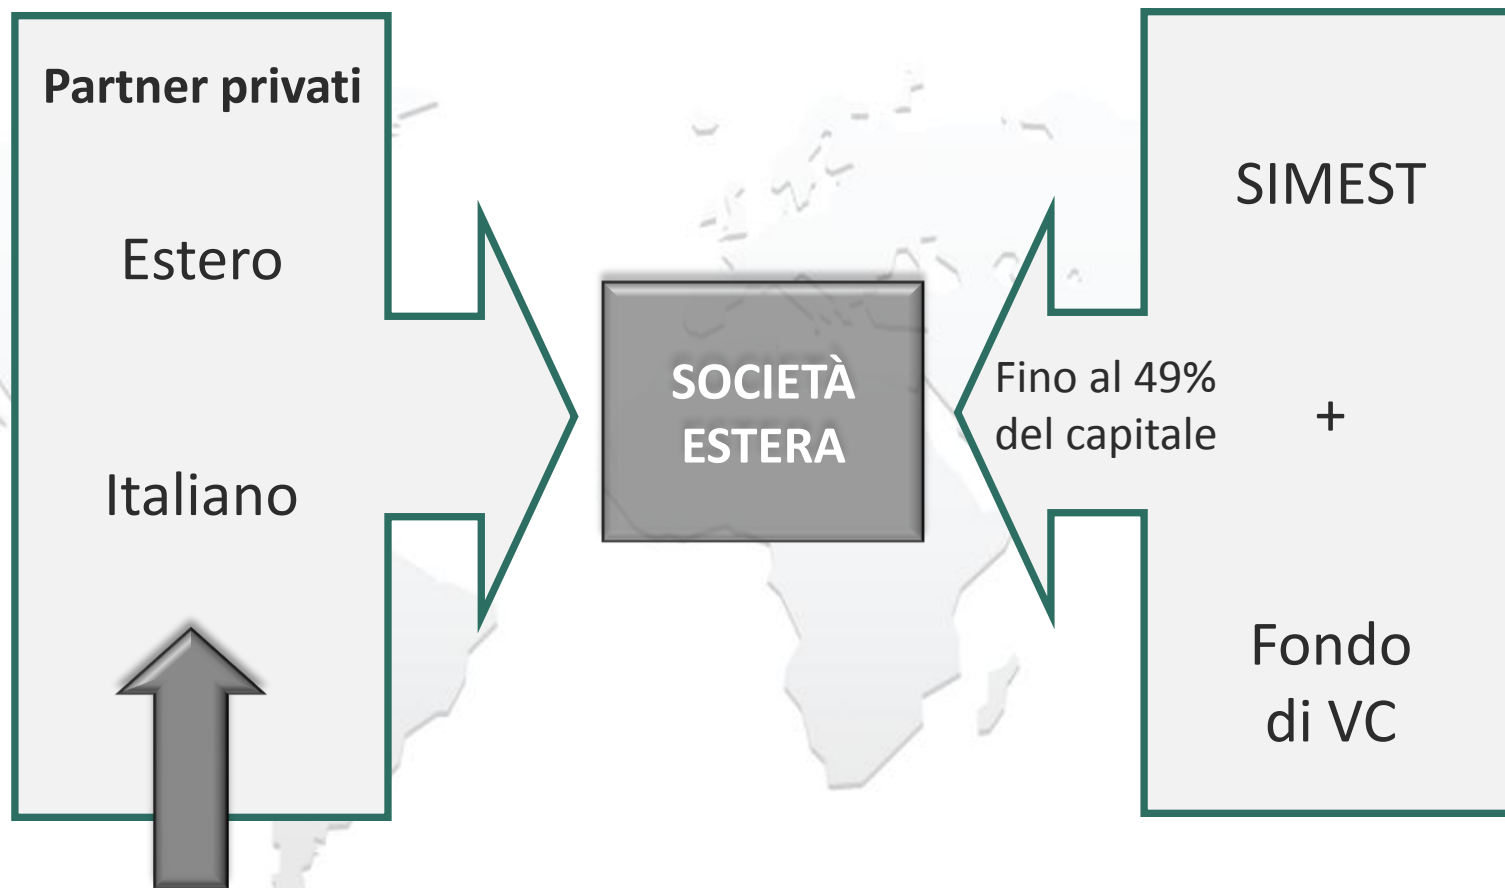 Partner privati
Estero
Italiano
SOCIETÀ
ESTERA
Fino al 49%
del capitale
SIMEST
+
Fondo
di VC